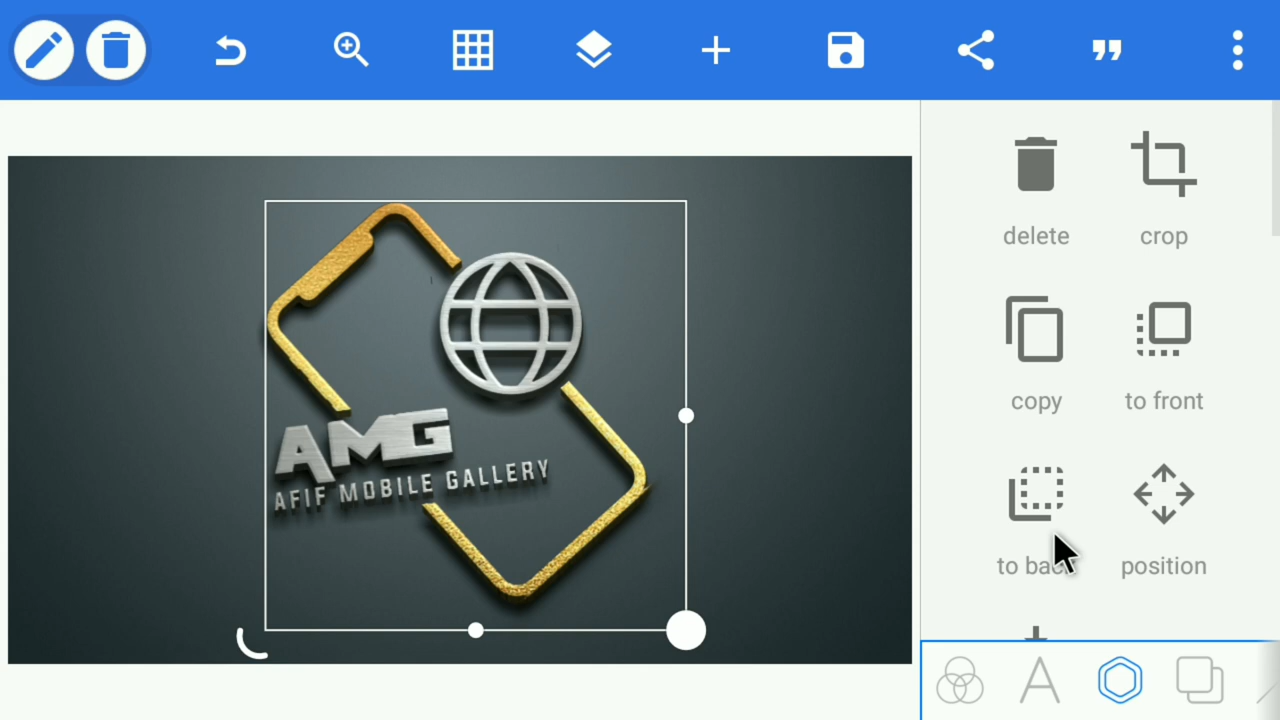 delete
crop
AMG
AFIF MOBILE GALLERY
copy
to front
to back
position